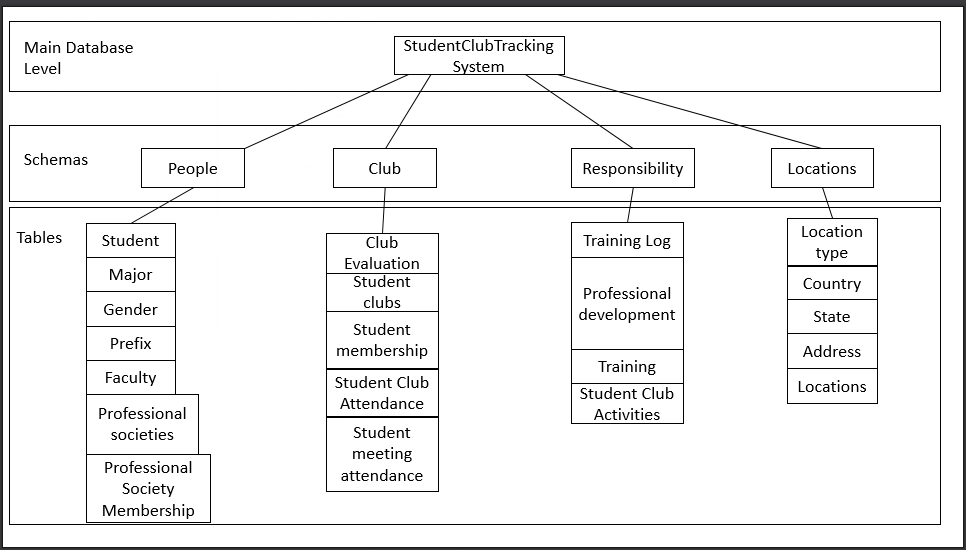 Main Database
Level
StudentClubTracking
System
Schemas
People
Club
Responsibility
Locations
Tables
Student
Major
Gender
Prefix
Faculty
Professional
societies
Professional
Society
Membership
Club
Evaluation
Student
clubs
Student
membership
Student Club
Attendance
Student
meeting
attendance
Training Log
Professional
development
Training
Student Club
Activities
Location
type
Country
State
Address
Locations